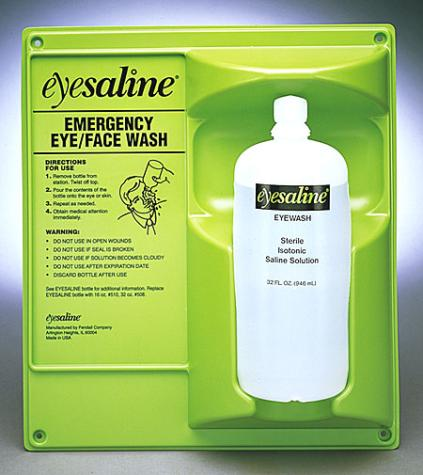 eyesaline®
EMERGENCY
EYE/FACE WASH
DIRECTIONS
FOR USE
1. Remove bottle from
station. Twist off top.
2. Pour the contents of the
bottle onto the eye or skin.
3. Repeat as needed.
4. Obtain medical attention
immediately.
WARNING:
• DO NOT USE IN OPEN WOUNDS
• DO NOT USE IF SEAL IS BROKEN
• DO NOT USE IF SOLUTION BECOMES CLOUDY
• DO NOT USE AFTER EXPIRATION DATE
• DISCARD BOTTLE AFTER USE
See EYESALINE bottle for additional information. Replace
EYESALINE bottle with 16 oz. #510, 32 oz. #508.
eyesaline®
Manufactured by Fendall Company
Arlington Heights, IL 60004
Made in USA
eyesaline®
EYEWASH
Sterile
Isotonic
Saline Solution
32 FL. OZ. (946 mL)